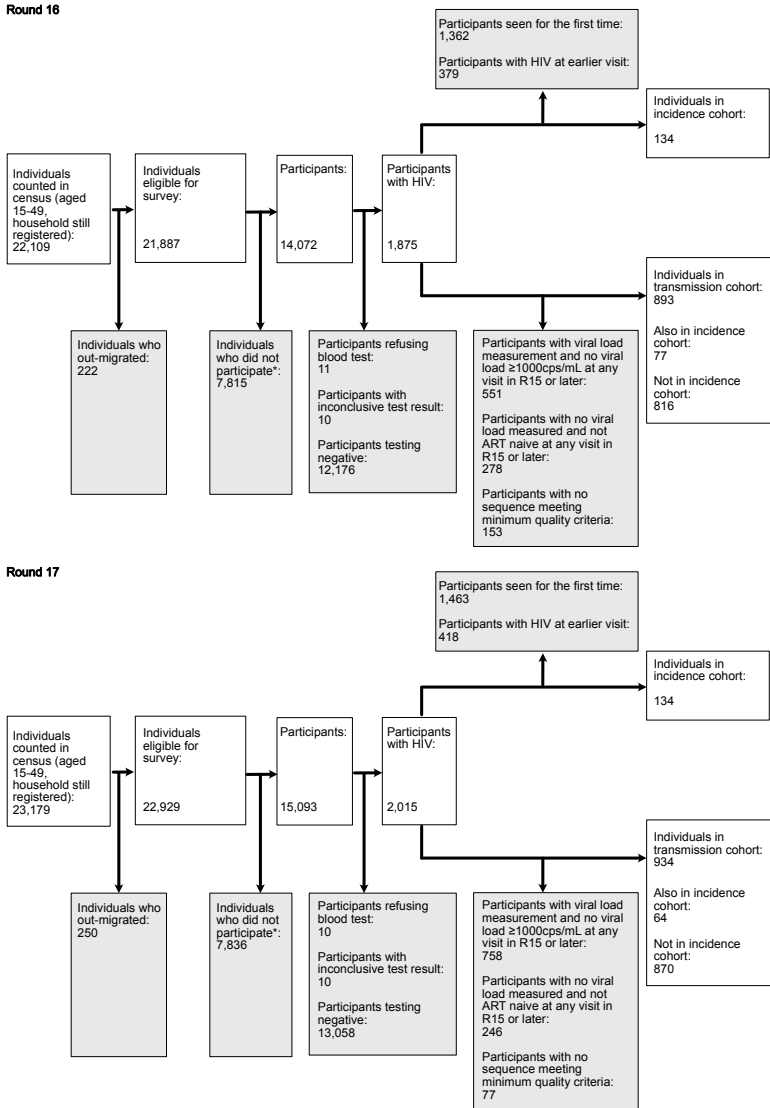 Round 16
Participants seen for the first time:
1,362
Participants with HIV at earlier visit:
379
Individuals in
incidence cohort:
134
Individuals
counted in
census (aged
15-49,
household still
registered):
22,109
Individuals
eligible for
survey:
21,887
Participants:
14,072
Participants
with HIV:
1,875
Individuals in
transmission cohort:
893
Also in incidence
cohort:
77
Not in incidence
cohort:
816
Individuals who
out-migrated:
222
Individuals
who did not
participate*:
7,815
Participants refusing
blood test:
11
Participants with
inconclusive test result:
10
Participants testing
negative:
12,176
Participants with viral load
measurement and no viral
load ≥1000cps/mL at any
visit in R15 or later:
551
Participants with no viral
load measured and not
ART naive at any visit in
R15 or later:
278
Participants with no
sequence meeting
minimum quality criteria:
153
Round 17
Participants seen for the first time:
1,463
Participants with HIV at earlier visit:
418
Individuals in
incidence cohort:
134
Individuals
counted in
census (aged
15-49,
household still
registered):
23,179
Individuals
eligible for
survey:
22,929
Participants:
15,093
Participants
with HIV:
2,015
Individuals in
transmission cohort:
934
Also in incidence
cohort:
64
Not in incidence
cohort:
870
Individuals who
out-migrated:
250
Individuals
who did not
participate*:
7,836
Participants refusing
blood test:
10
Participants with
inconclusive test result:
10
Participants testing
negative:
13,058
Participants with viral load
measurement and no viral
load ≥1000cps/mL at any
visit in R15 or later:
758
Participants with no viral
load measured and not
ART naive at any visit in
R15 or later:
246
Participants with no
sequence meeting
minimum quality criteria:
77